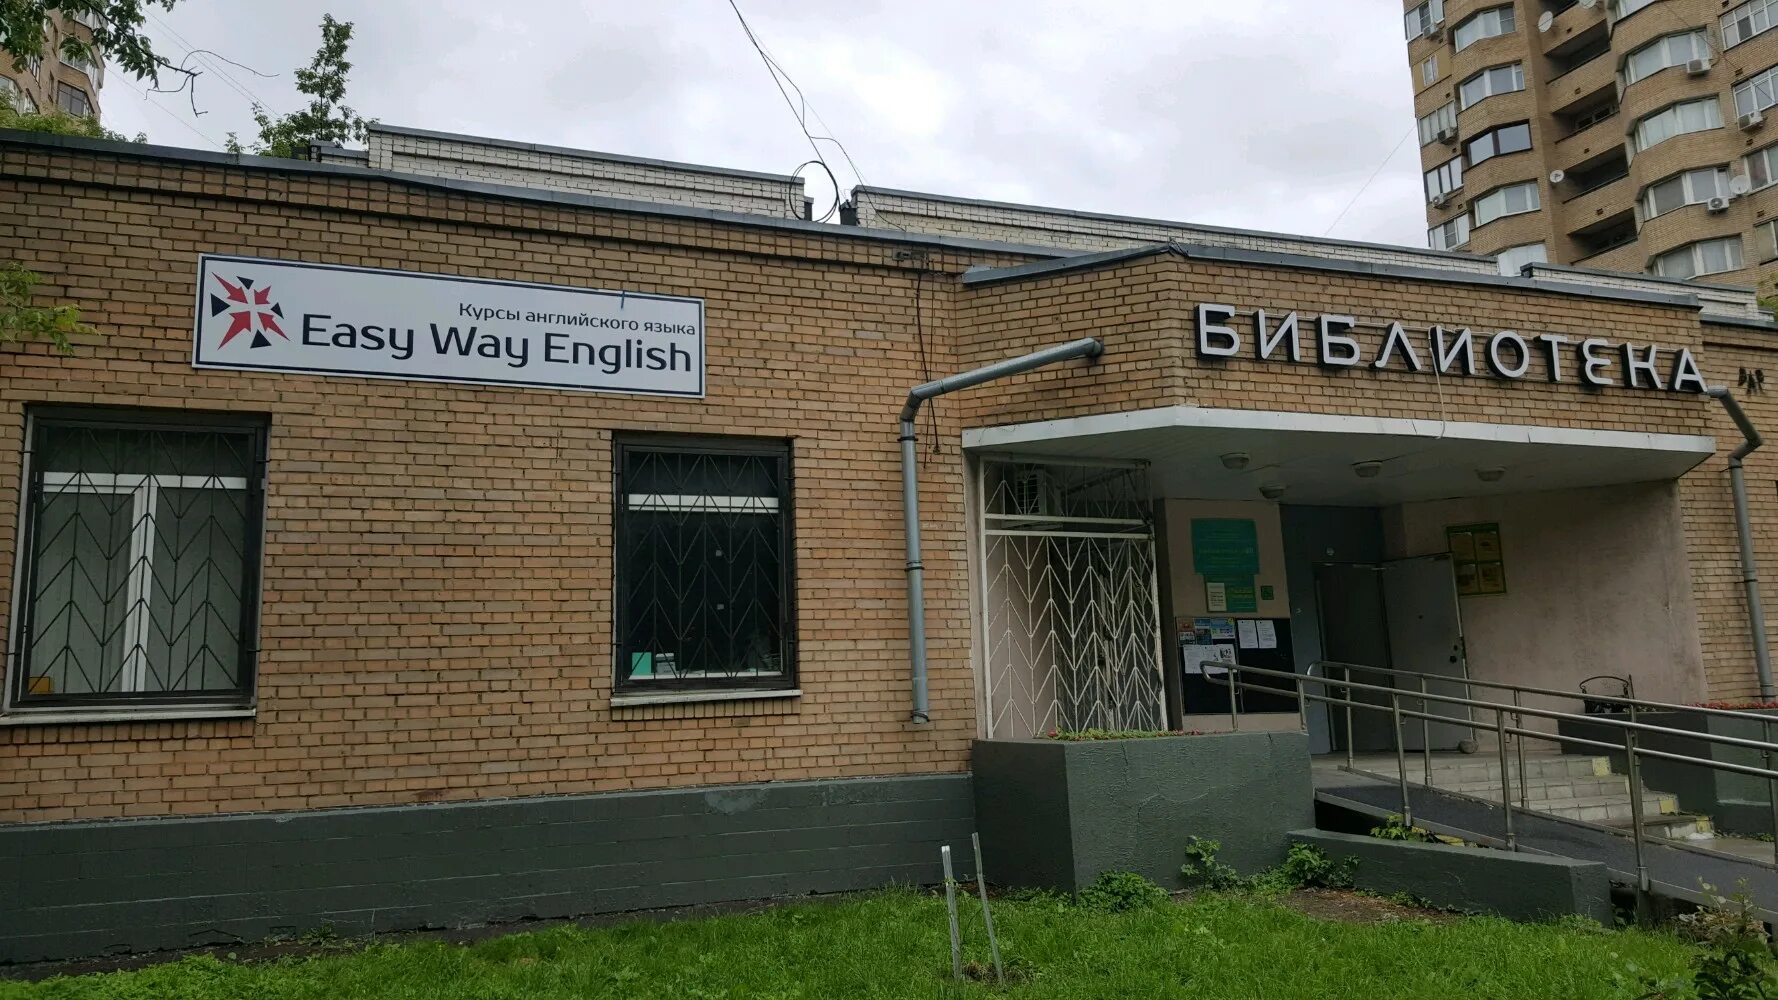 Курсы английского языка
Easy Way English
БИБЛИОТЕКА